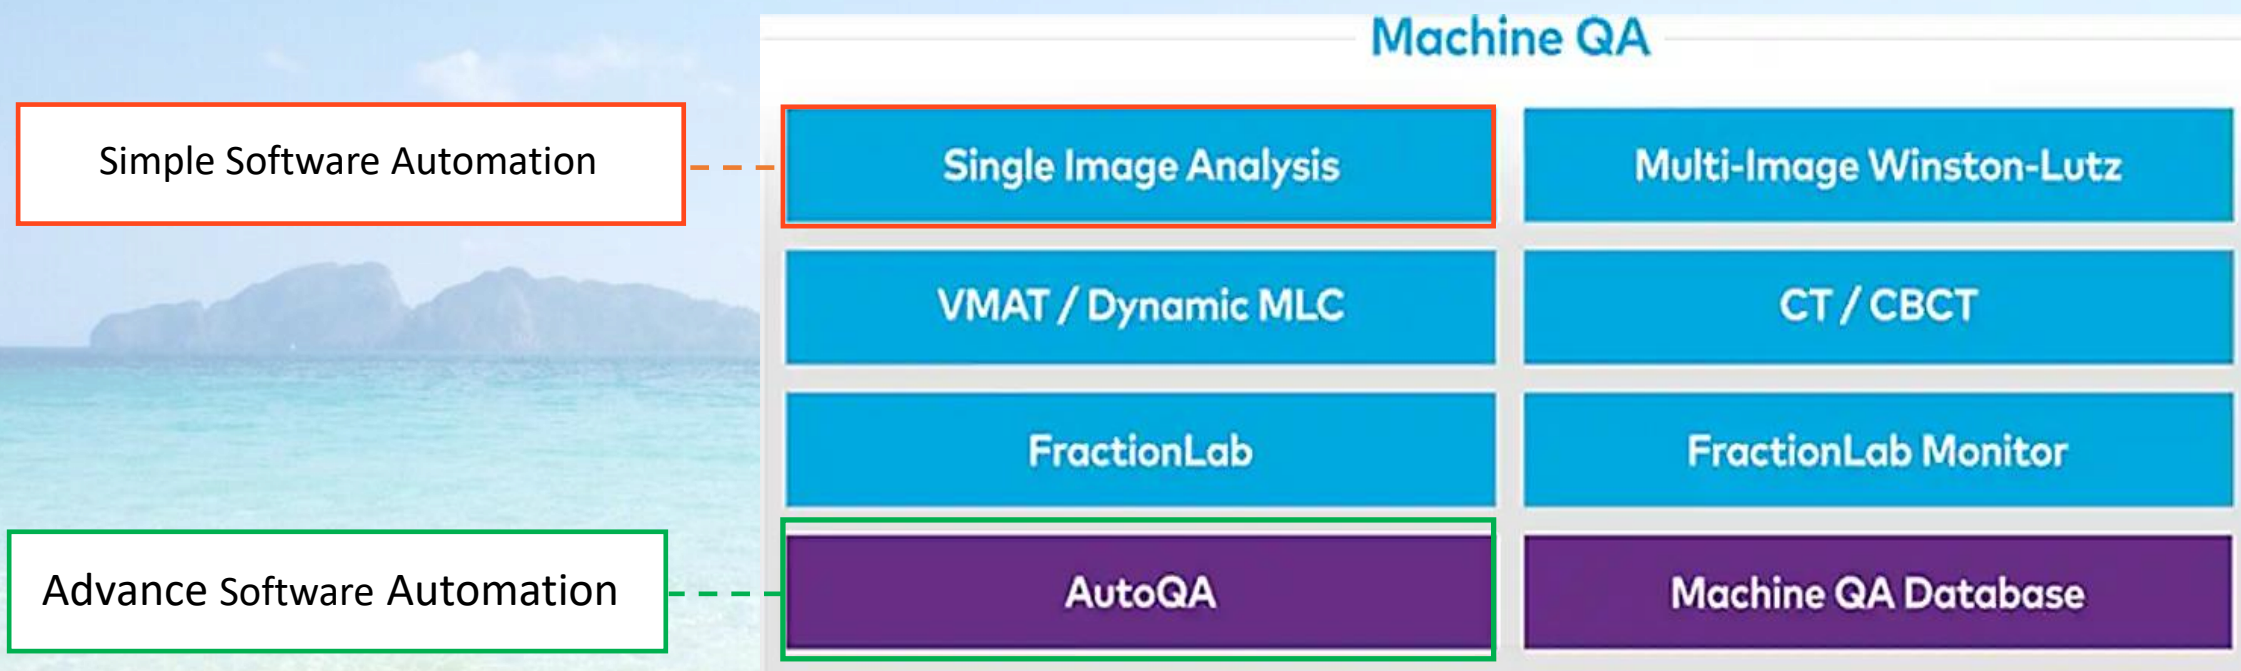 Machine QA
Simple Software Automation
Single Image Analysis
Multi-Image Winston-Lutz
VMAT / Dynamic MLC
CT / CBCT
FractionLab
FractionLab Monitor
Advance Software Automation
AutoQA
Machine QA Database